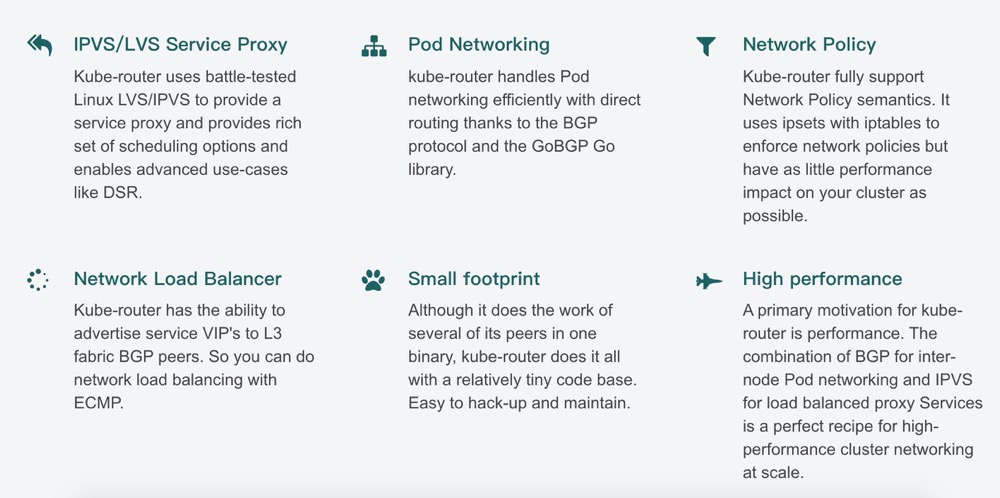 IPVS/LVS Service Proxy
Kube-router uses battle-tested
Linux LVS/IPVS to provide a
service proxy and provides rich
set of scheduling options and
enables advanced use-cases
like DSR.
Pod Networking
kube-router handles Pod
networking efficiently with direct
routing thanks to the BGP
protocol and the GoBGP Go
library.
Network Policy
Kube-router fully support
Network Policy semantics. It
uses ipsets with iptables to
enforce network policies but
have as little performance
impact on your cluster as
possible.
Network Load Balancer
Kube-router has the ability to
advertise service VIP's to L3
fabric BGP peers. So you can do
network load balancing with
ECMP.
Small footprint
Although it does the work of
several of its peers in one
binary, kube-router does it all
with a relatively tiny code base.
Easy to hack-up and maintain.
High performance
A primary motivation for kube-
router is performance. The
combination of BGP for inter-
node Pod networking and IPVS
for load balanced proxy Services
is a perfect recipe for high-
performance cluster networking
at scale.